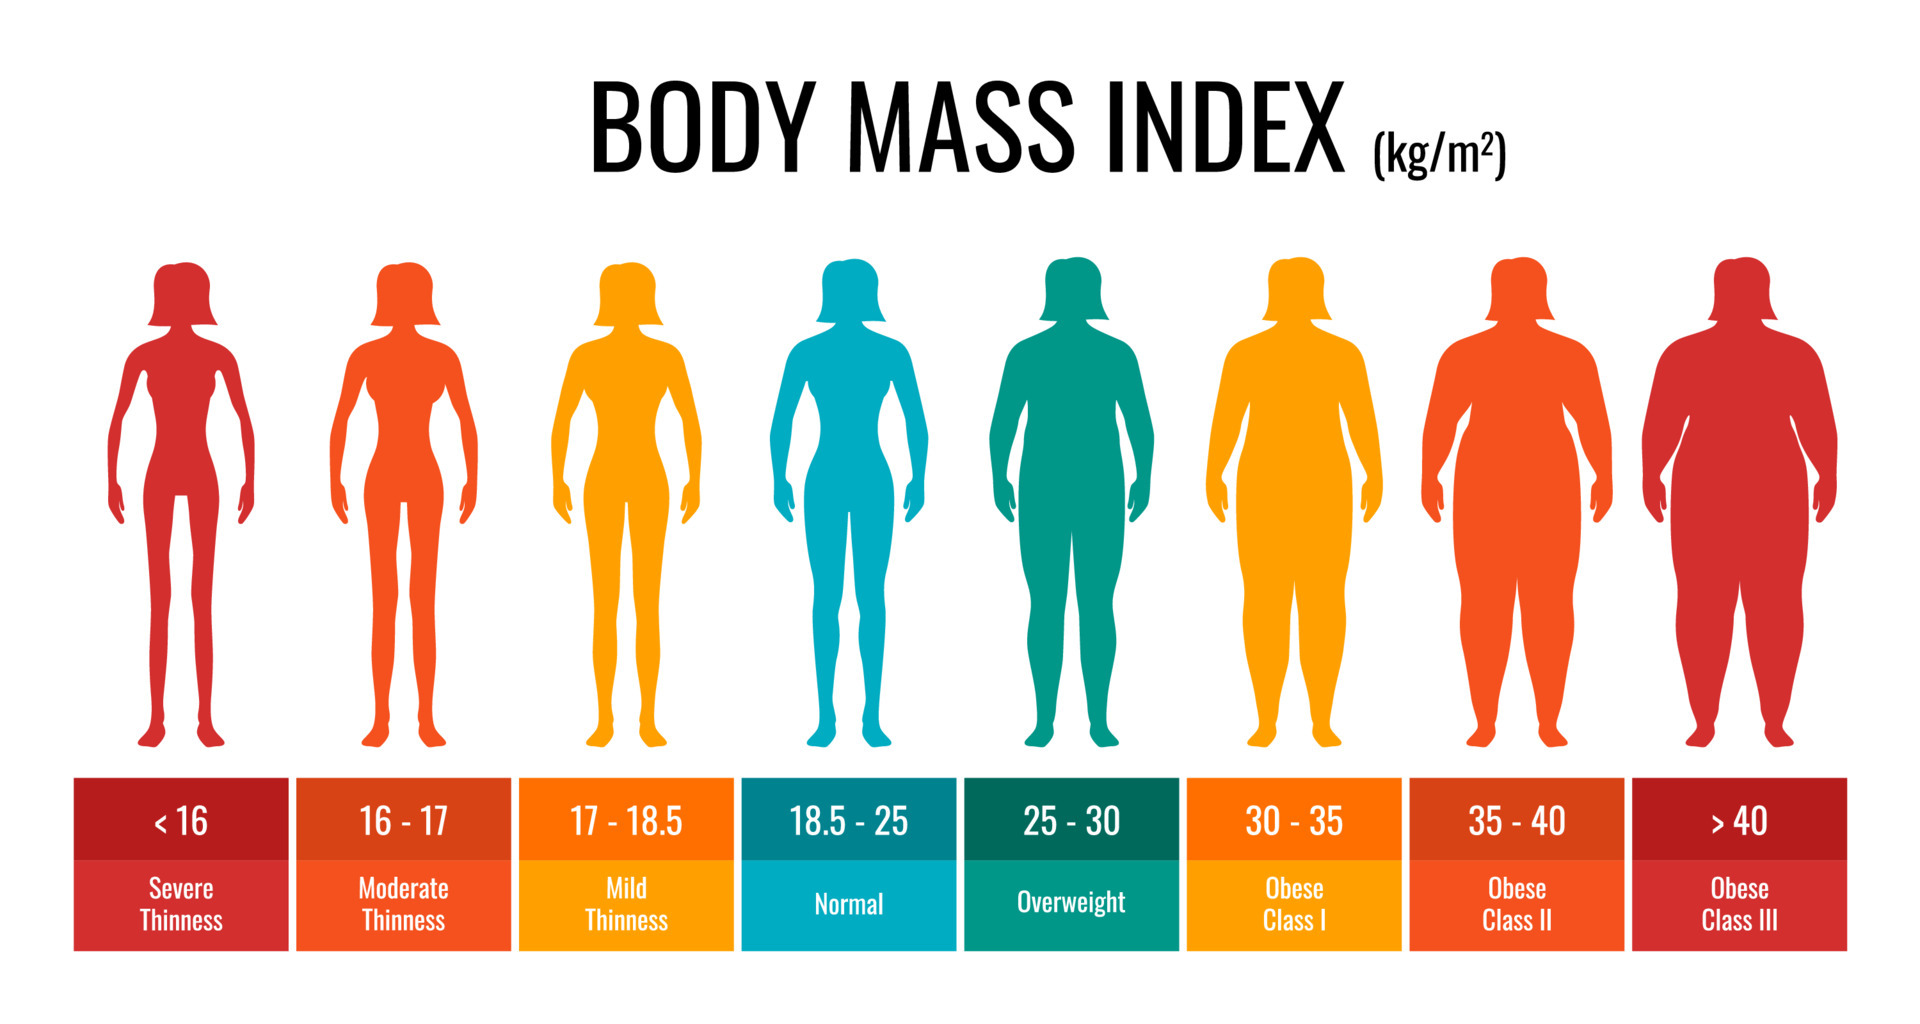 BODY MASS INDEX (kg/m²)
< 16
16 - 17
17 - 18.5
18.5 - 25
25 - 30
30 - 35
35 - 40
> 40
Severe
Thinness
Moderate
Thinness
Mild
Thinness
Normal
Overweight
Obese
Class I
Obese
Class II
Obese
Class III